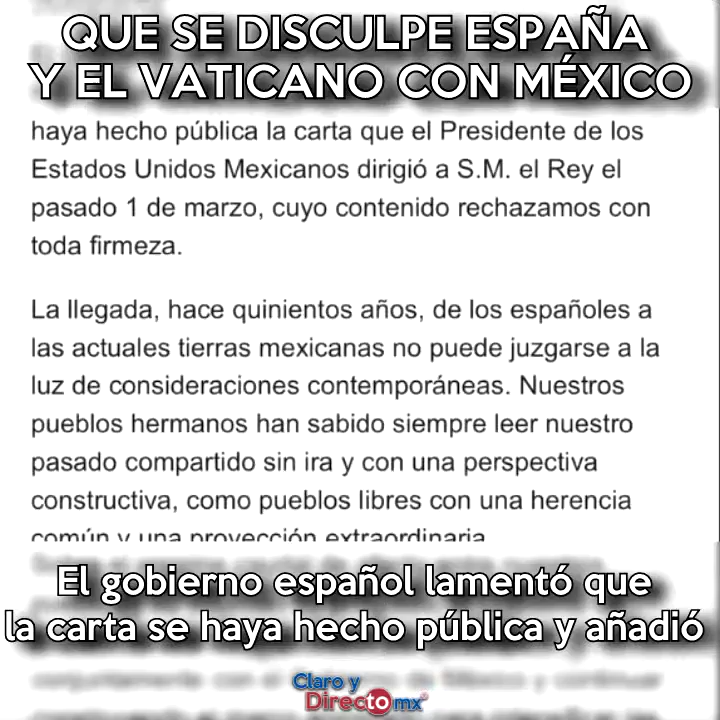 QUE SE DISCULPE ESPAÑA
Y EL VATICANO CON MÉXICO
haya hecho pública la carta que el Presidente de los
Estados Unidos Mexicanos dirigió a S.M. el Rey el
pasado 1 de marzo, cuyo contenido rechazamos con
toda firmeza.
La llegada, hace quinientos años, de los españoles a
las actuales tierras mexicanas no puede juzgarse a la
luz de consideraciones contemporáneas. Nuestros
pueblos hermanos han sabido siempre leer nuestro
pasado compartido sin ira y con una perspectiva
constructiva, como pueblos libres con una herencia
común y una proyección extraordinaria
El gobierno español lamentó que
la carta se haya hecho pública y añadió
Claro y
Directo mx